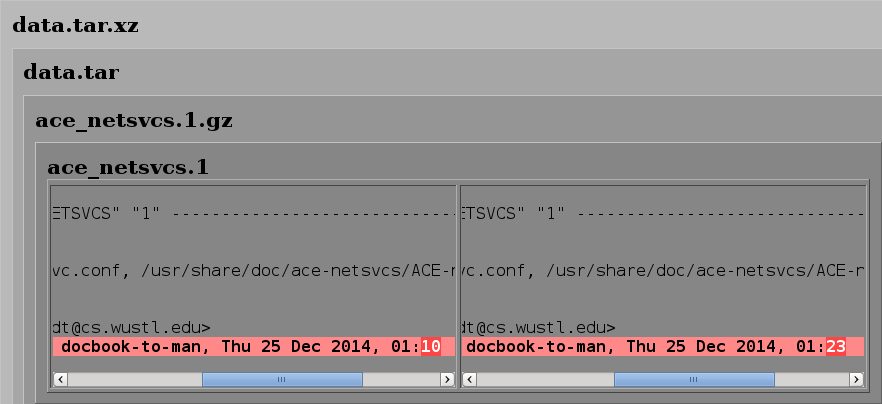 data.tar.xz
data.tar
ace_netsvcs.1.gz
ace_netsvcs.1
ETSVCS" "1" -----------------------------
vc.conf, /usr/share/doc/ace-netsvcs/ACE-r
dt@cs.wustl.edu>
docbook-to-man, Thu 25 Dec 2014, 01:10
ETSVCS" "1" -----------------------------
vc.conf, /usr/share/doc/ace-netsvcs/ACE-r
dt@cs.wustl.edu>
docbook-to-man, Thu 25 Dec 2014, 01:23